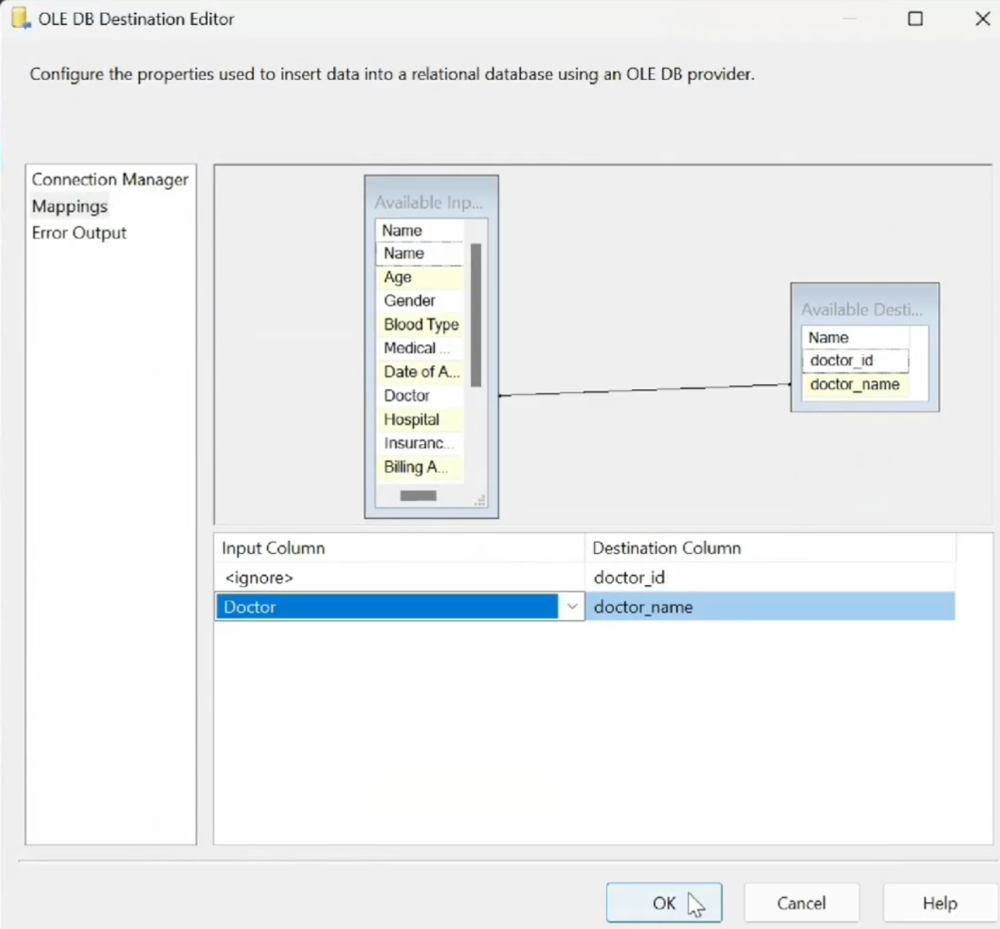 OLE DB Destination Editor
Configure the properties used to insert data into a relational database using an OLE DB provider.
Connection Manager
Mappings
Error Output
Available Inp...
Name
Name
Age
Gender
Blood Type
Medical ...
Date of A...
Doctor
Hospital
Insuranc...
Billing A...
Available Desti...
Name
doctor_id
doctor_name
Input Column Destination Column
<ignore> doctor_id
Doctor doctor_name
OK Cancel Help